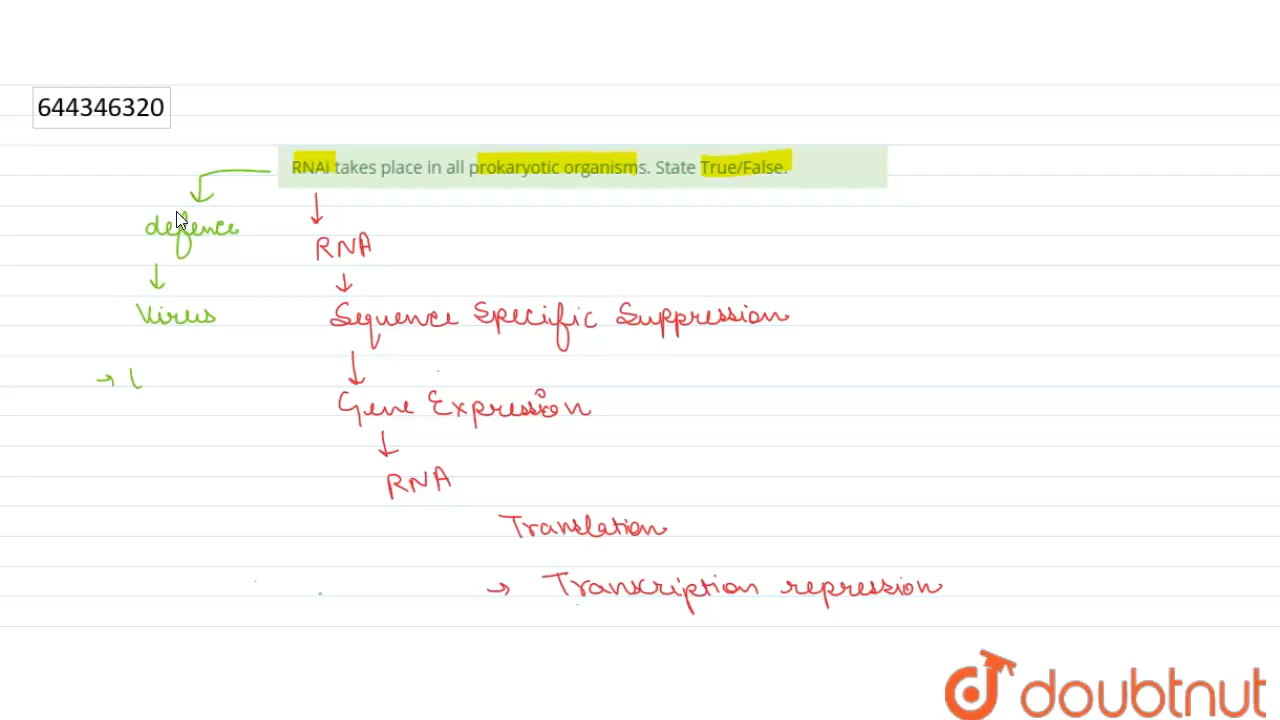 644346320
RNAi takes place in all prokaryotic organisms. State True/False.
defence
RNA
Virus
Sequence Specific Suppression
Gene Expression
RNA
Translation
→ Transcription repression
doubtnut